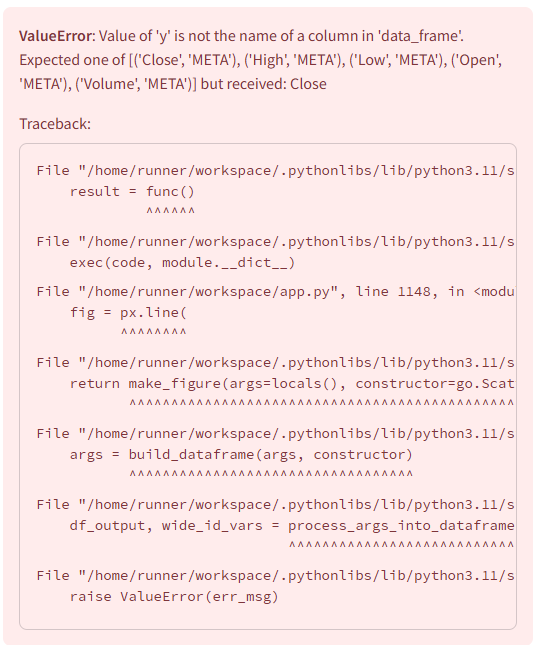 ValueError: Value of 'y' is not the name of a column in 'data_frame'.
Expected one of [('Close', 'META'), ('High', 'META'), ('Low', 'META'), ('Open',
'META'), ('Volume', 'META')] but received: Close
Traceback:
File "/home/runner/workspace/.pythonlibs/lib/python3.11/s
result = func()
^^^^^^
File "/home/runner/workspace/.pythonlibs/lib/python3.11/s
exec(code, module.__dict__)
File "/home/runner/workspace/app.py", line 1148, in <modu
fig = px.line(
^^^^^^^^
File "/home/runner/workspace/.pythonlibs/lib/python3.11/s
return make_figure(args=locals(), constructor=go.Scat
^^^^^^^^^^^^^^^^^^^^^^^^^^^^^^^^^^^^^^^^^^^^^^
File "/home/runner/workspace/.pythonlibs/lib/python3.11/s
args = build_dataframe(args, constructor)
^^^^^^^^^^^^^^^^^^^^^^^^^^^^^^^^^^
File "/home/runner/workspace/.pythonlibs/lib/python3.11/s
df_output, wide_id_vars = process_args_into_dataframe
^^^^^^^^^^^^^^^^^^^^^^^^^^^
File "/home/runner/workspace/.pythonlibs/lib/python3.11/s
raise ValueError(err_msg)